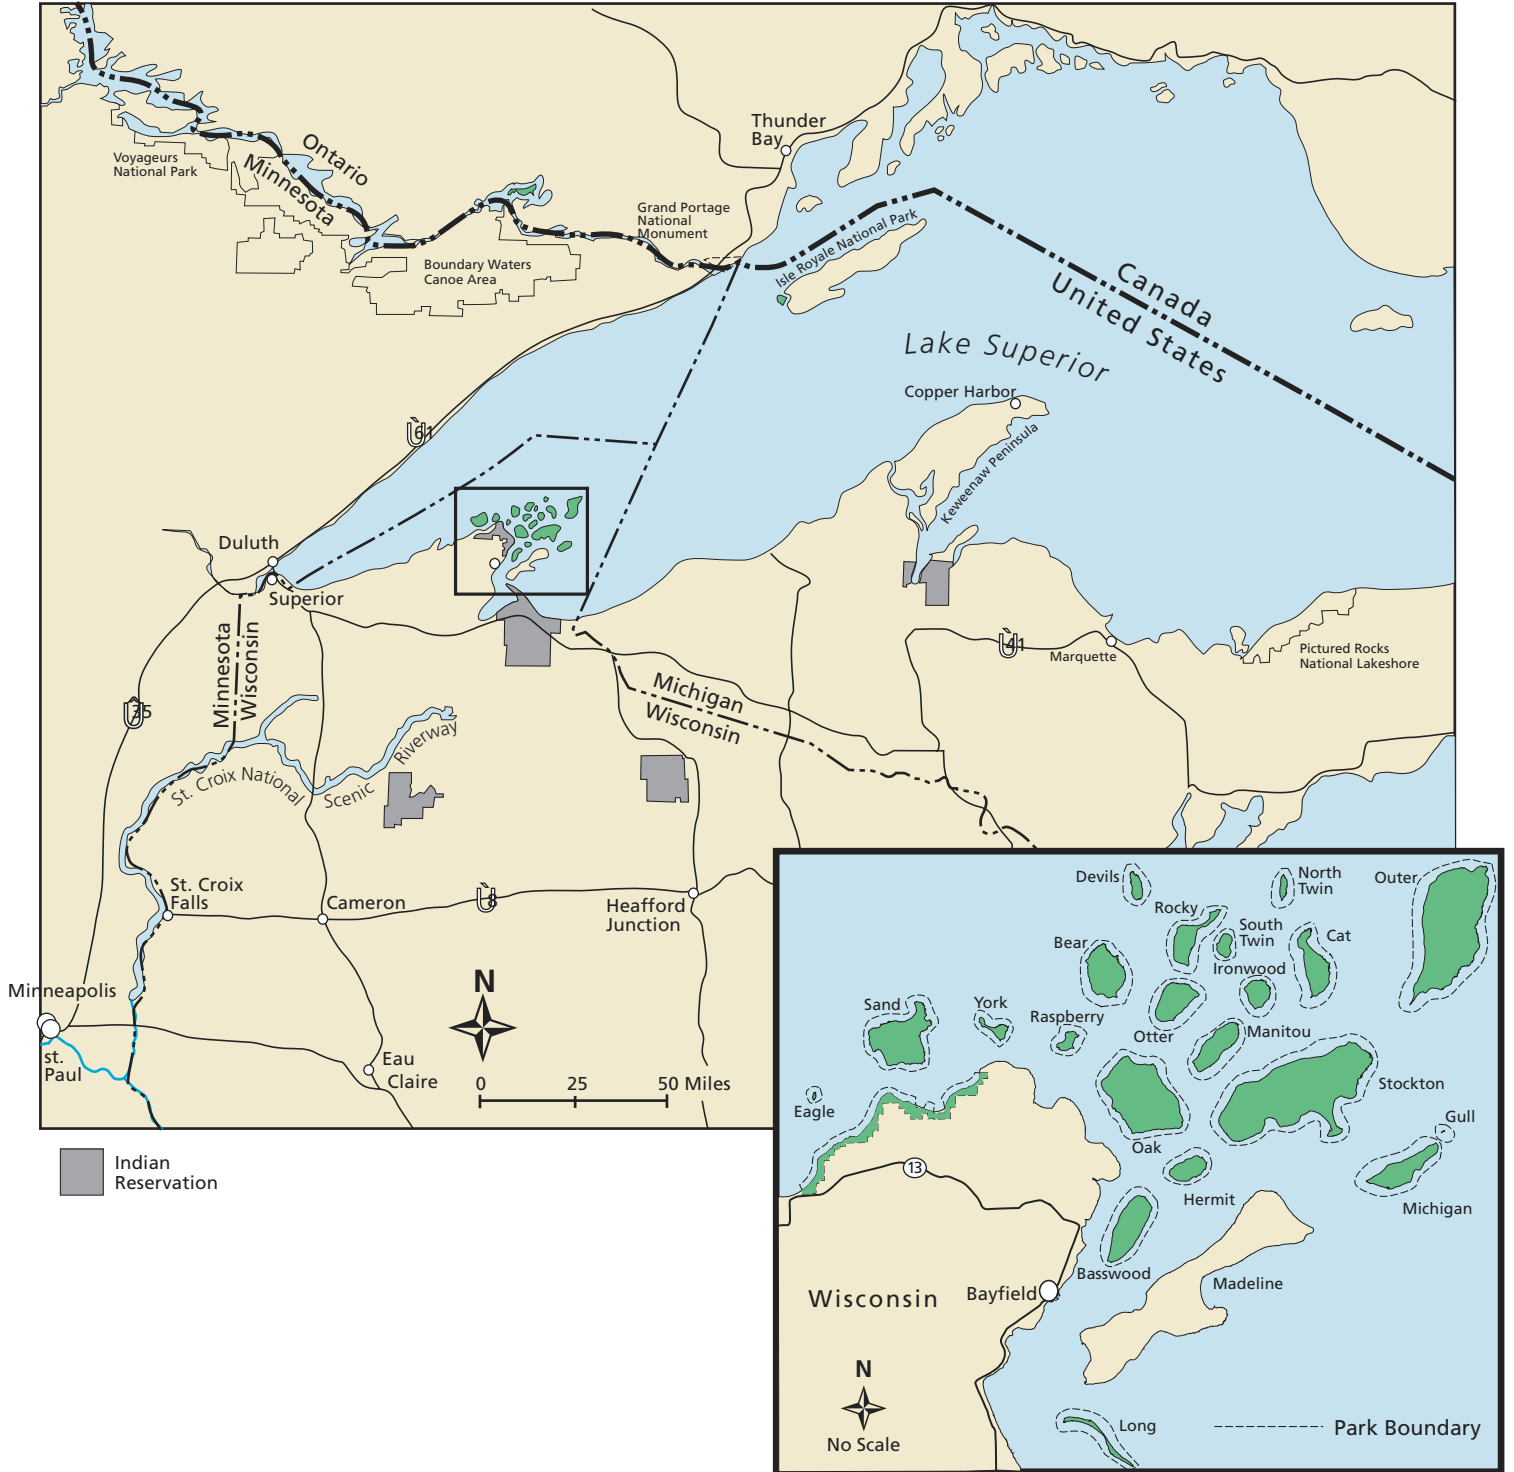 Thunder
Bay
Ontario
Minnesota
Voyageurs
National Park
Grand Portage
National
Monument
Boundary Waters
Canoe Area
Isle Royale National Park
Canada
United States
Lake Superior
Copper Harbor
Keweenaw Peninsula
61
Duluth
Superior
Minnesota
Wisconsin
35
41
Marquette
Pictured Rocks
National Lakeshore
Michigan
Wisconsin
St. Croix National
Scenic
Riverway
St. Croix
Falls
Cameron
8
Heafford
Junction
Minneapolis
st.
Paul
N
Eau
Claire
0 25 50 Miles
Indian
Reservation
Devils
North
Twin
Outer
Rocky
South
Twin
Cat
Bear
Ironwood
Sand
York
Raspberry
Otter
Manitou
Stockton
Eagle
Gull
Oak
13
Hermit
Michigan
Basswood
Madeline
Bayfield
Wisconsin
N
No Scale
Long
Park Boundary